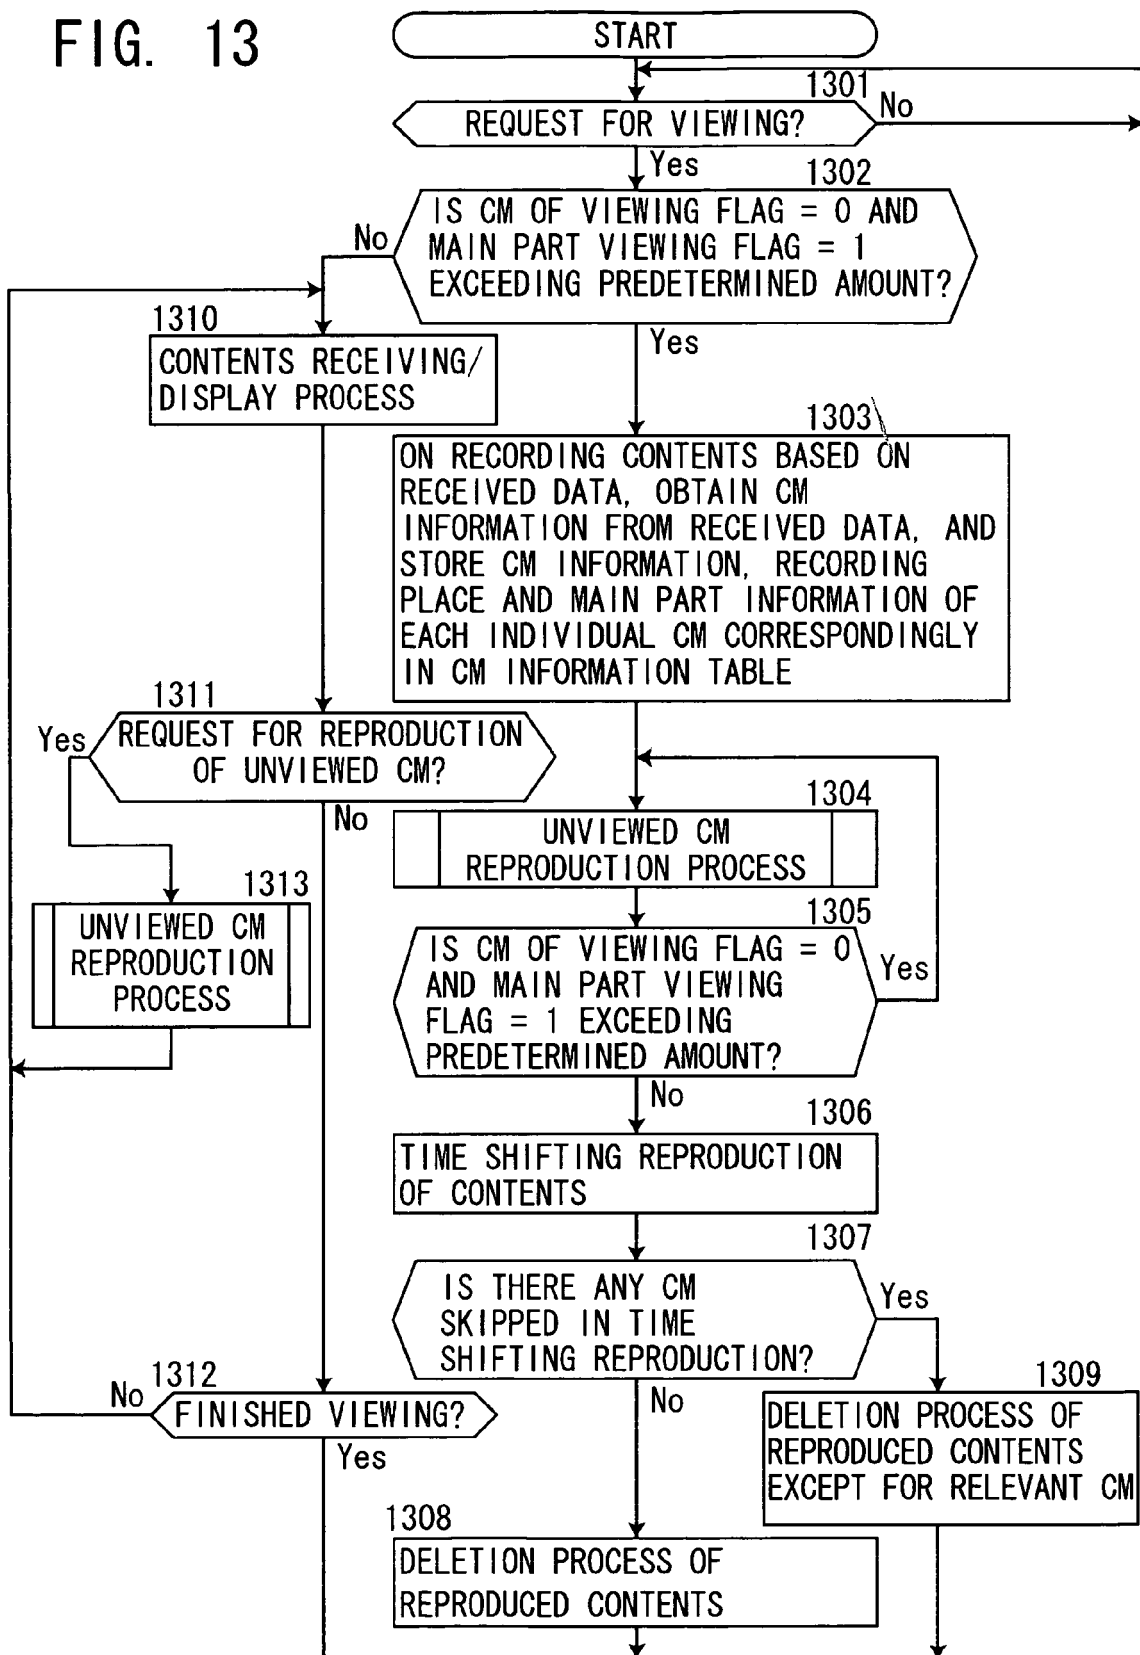 FIG. 13
START
1301
REQUEST FOR VIEWING?
No
Yes
1302
IS CM OF VIEWING FLAG = 0 AND
MAIN PART VIEWING FLAG = 1
EXCEEDING PREDETERMINED AMOUNT?
No
Yes
1310
CONTENTS RECEIVING/
DISPLAY PROCESS
1303
ON RECORDING CONTENTS BASED ON
RECEIVED DATA, OBTAIN CM
INFORMATION FROM RECEIVED DATA, AND
STORE CM INFORMATION, RECORDING
PLACE AND MAIN PART INFORMATION OF
EACH INDIVIDUAL CM CORRESPONDINGLY
IN CM INFORMATION TABLE
1311
REQUEST FOR REPRODUCTION
OF UNVIEWED CM?
Yes
No
1304
UNVIEWED CM
REPRODUCTION PROCESS
1313
UNVIEWED CM
REPRODUCTION
PROCESS
1305
IS CM OF VIEWING FLAG = 0
AND MAIN PART VIEWING
FLAG = 1 EXCEEDING
PREDETERMINED AMOUNT?
Yes
No
1306
TIME SHIFTING REPRODUCTION
OF CONTENTS
1307
IS THERE ANY CM
SKIPPED IN TIME
SHIFTING REPRODUCTION?
Yes
No
1312
FINISHED VIEWING?
No
Yes
1309
DELETION PROCESS OF
REPRODUCED CONTENTS
EXCEPT FOR RELEVANT CM
1308
DELETION PROCESS OF
REPRODUCED CONTENTS